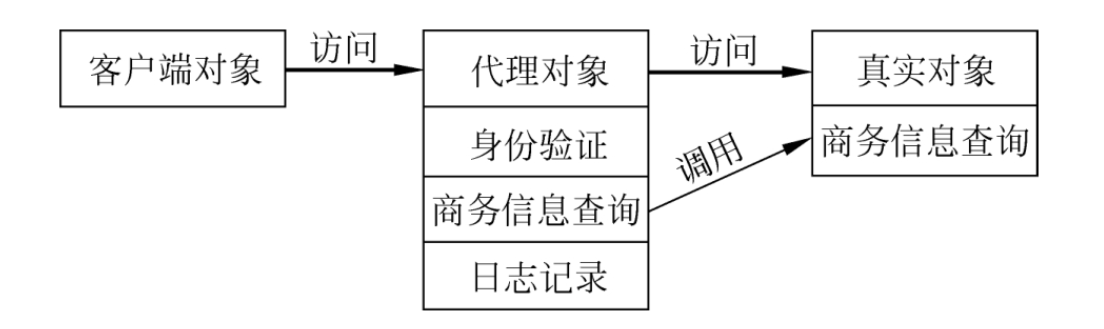 客户端对象
访问
代理对象
访问
真实对象
身份验证
调用
商务信息查询
商务信息查询
日志记录